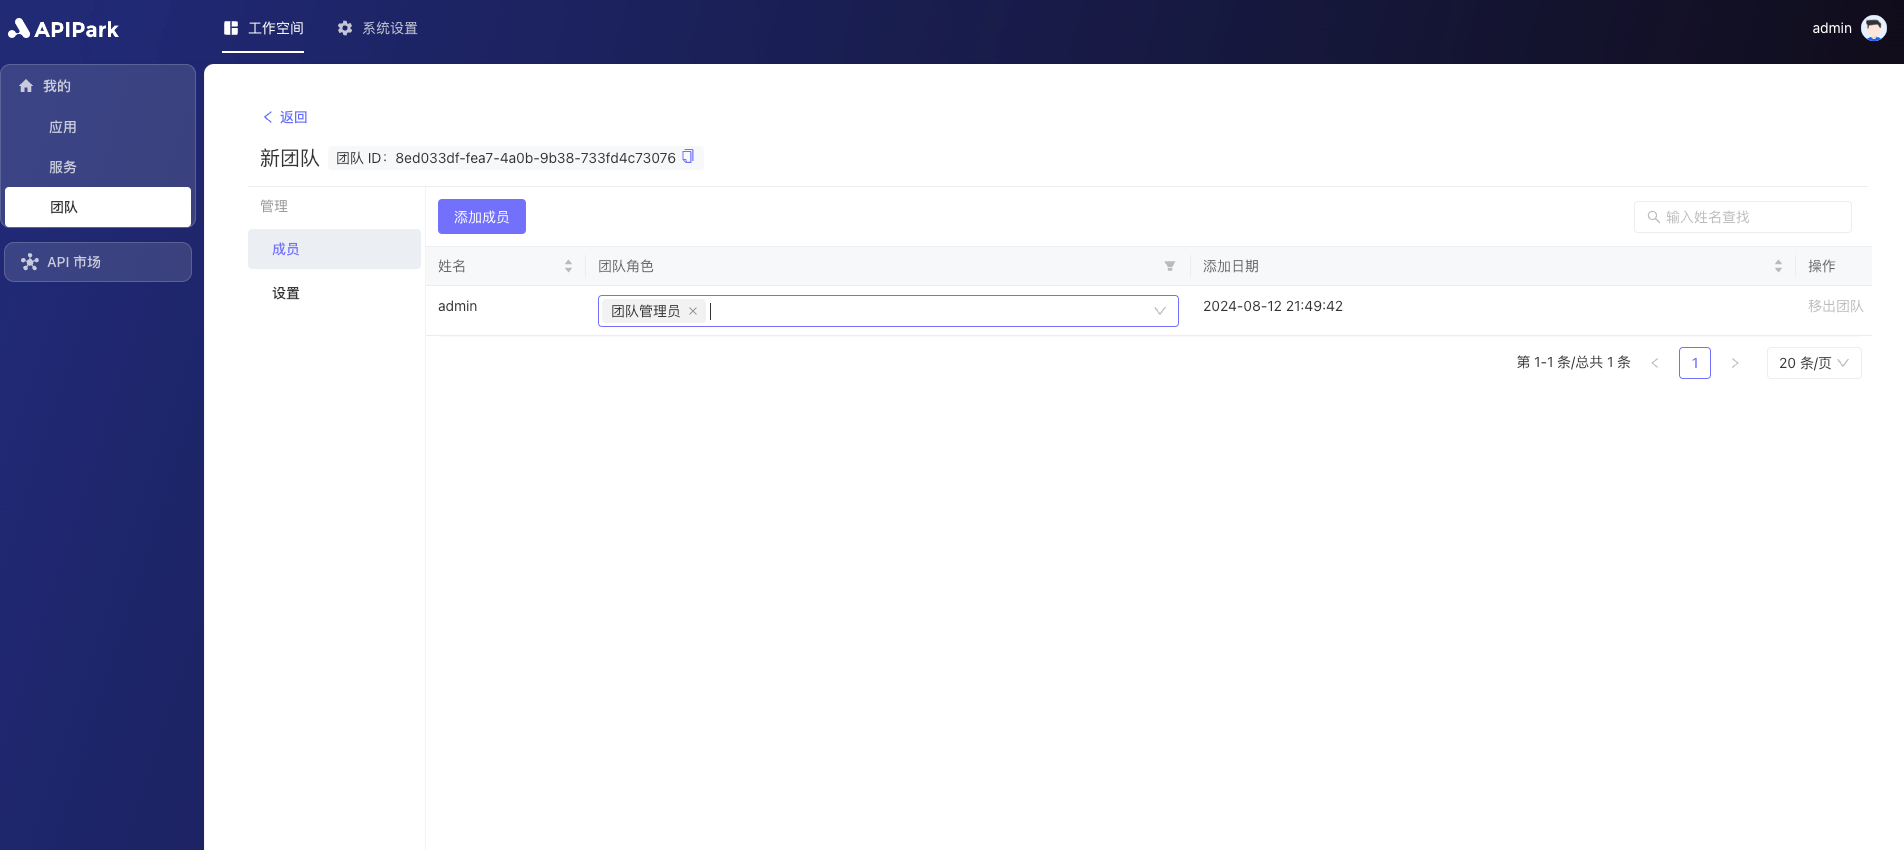 APIPark
工作空间
系统设置
admin
我的
应用
服务
团队
API 市场
返回
新团队
团队 ID：8ed033df-fea7-4a0b-9b38-733fd4c73076
管理
成员
设置
添加成员
输入姓名查找
姓名 团队角色 添加日期 操作
admin 团队管理员 2024-08-12 21:49:42 移出团队
第 1-1 条/总共 1 条 1 20 条/页